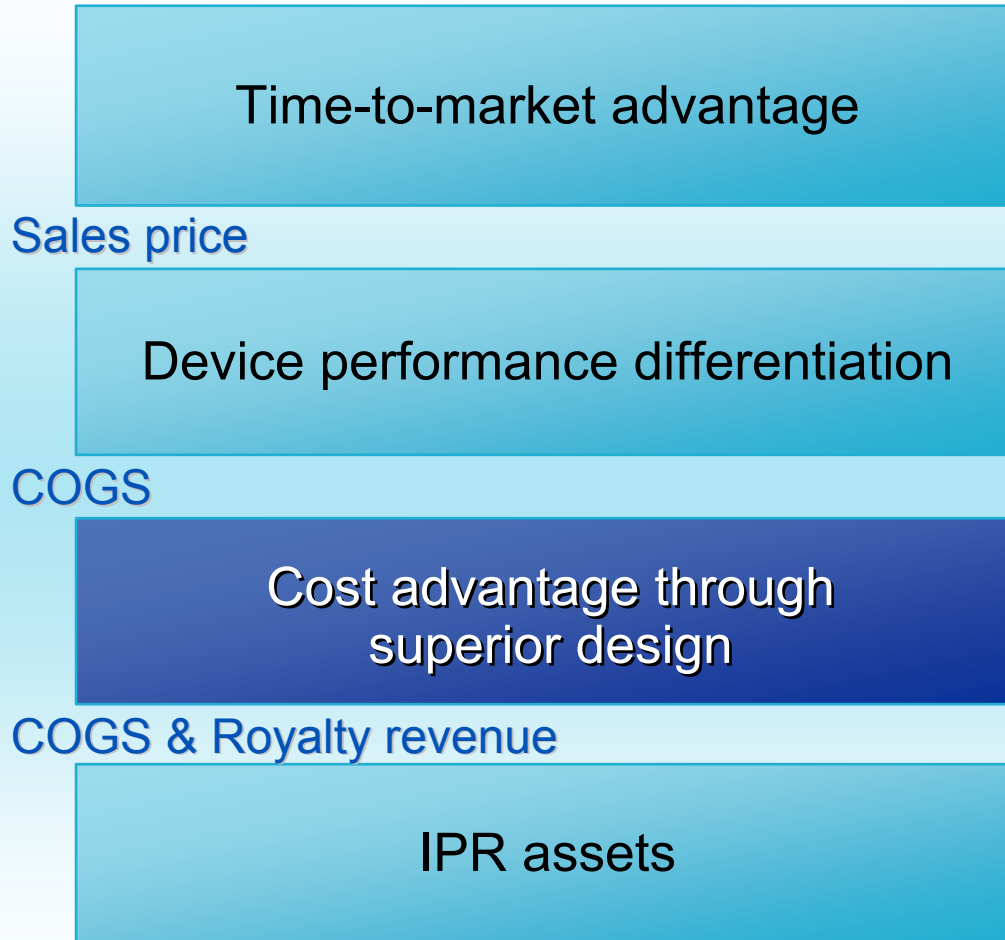 Time-to-market advantage
Sales price
Device performance differentiation
COGS
Cost advantage through
superior design
COGS & Royalty revenue
IPR assets